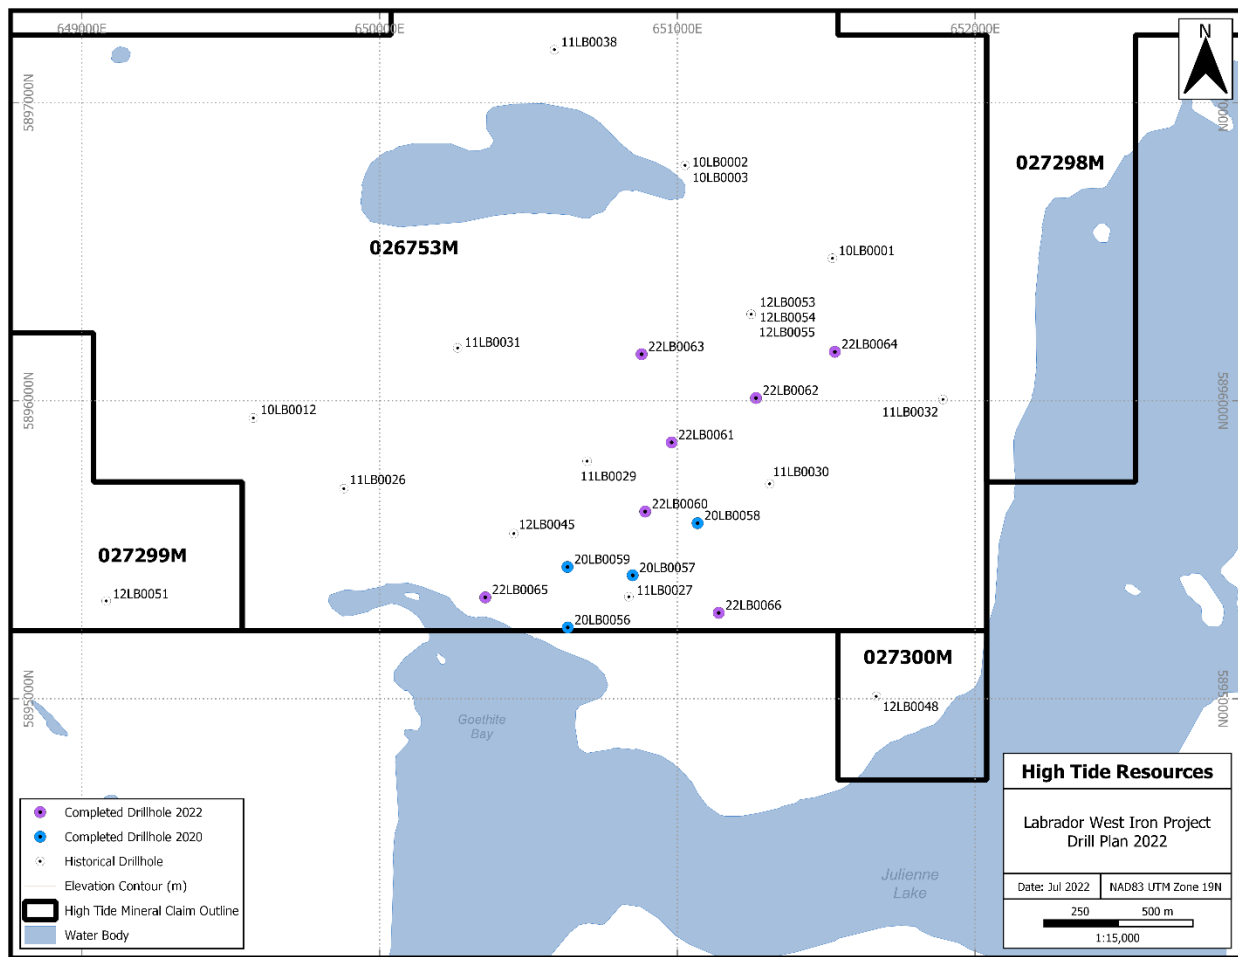 649000E
650000E
651000E
652000E
N
11LB0038
5897000N
000N
10LB0002
10LB0003
027298M
026753M
10LB0001
12LB0053
12LB0054
12LB0055
11LB0031
22LB0063
22LB0064
22LB0062
5896000N
5896000N
11LB0032
10LB0012
22LB0061
11LB0029
11LB0030
11LB0026
22LB0060
20LB0058
12LB0045
027299M
20LB0059
20LB0057
12LB0051
22LB0065
11LB0027
22LB0066
20LB0056
027300M
5895000N
5895000N
12LB0048
Goethite
Bay
Julienne
Lake
Completed Drillhole 2022
Completed Drillhole 2020
Historical Drillhole
Elevation Contour (m)
High Tide Mineral Claim Outline
Water Body
High Tide Resources
Labrador West Iron Project
Drill Plan 2022
Date: Jul 2022
NAD83 UTM Zone 19N
250 500 m
1:15,000